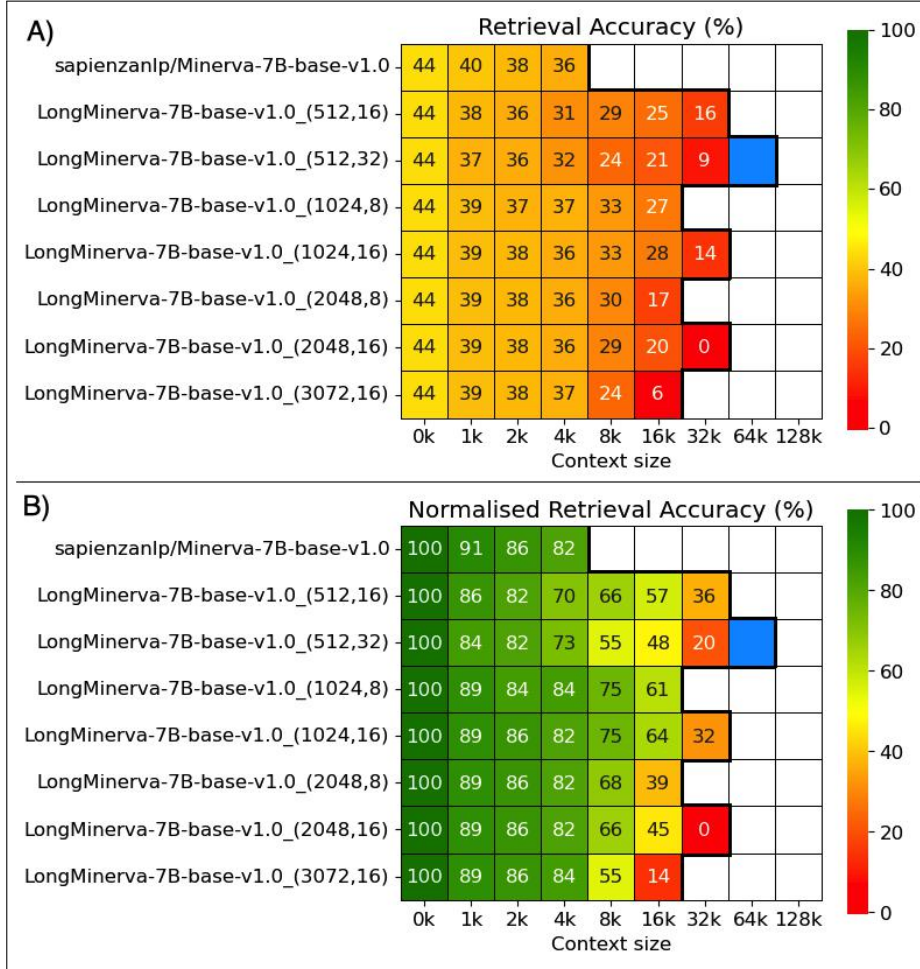 A)
Retrieval Accuracy (%)
sapienzanlp/Minerva-7B-base-v1.0 44 40 38 36
LongMinerva-7B-base-v1.0_(512,16) 44 38 36 31 29 25 16
LongMinerva-7B-base-v1.0_(512,32) 44 37 36 32 24 21 9
LongMinerva-7B-base-v1.0_(1024,8) 44 39 37 37 33 27
LongMinerva-7B-base-v1.0_(1024,16) 44 39 38 36 33 28 14
LongMinerva-7B-base-v1.0_(2048,8) 44 39 38 36 30 17
LongMinerva-7B-base-v1.0_(2048,16) 44 39 38 36 29 20 0
LongMinerva-7B-base-v1.0_(3072,16) 44 39 38 37 24 6
0k 1k 2k 4k 8k 16k 32k 64k 128k
Context size
100
80
60
40
20
0
B)
Normalised Retrieval Accuracy (%)
sapienzanlp/Minerva-7B-base-v1.0 100 91 86 82
LongMinerva-7B-base-v1.0_(512,16) 100 86 82 70 66 57 36
LongMinerva-7B-base-v1.0_(512,32) 100 84 82 73 55 48 20
LongMinerva-7B-base-v1.0_(1024,8) 100 89 84 84 75 61
LongMinerva-7B-base-v1.0_(1024,16) 100 89 86 82 75 64 32
LongMinerva-7B-base-v1.0_(2048,8) 100 89 86 82 68 39
LongMinerva-7B-base-v1.0_(2048,16) 100 89 86 82 66 45 0
LongMinerva-7B-base-v1.0_(3072,16) 100 89 86 84 55 14
0k 1k 2k 4k 8k 16k 32k 64k 128k
Context size
100
80
60
40
20
0